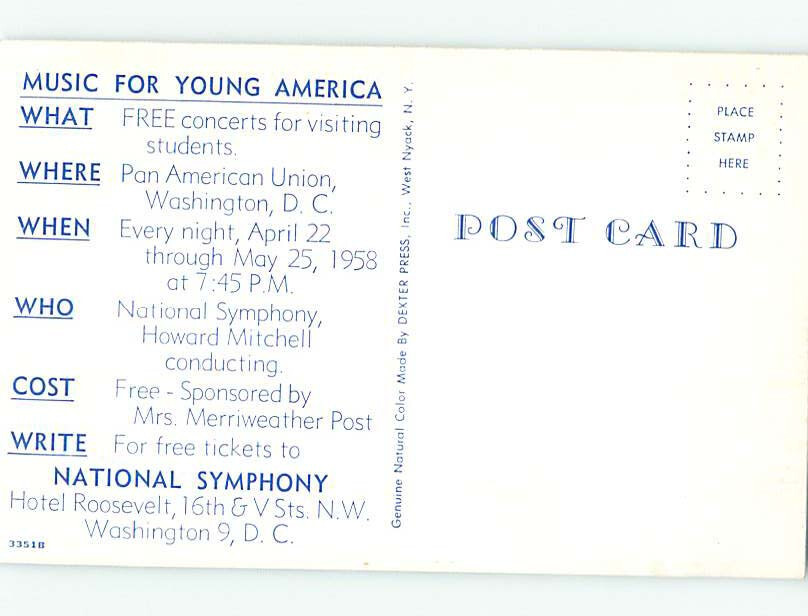 MUSIC FOR YOUNG AMERICA
WHAT FREE concerts for visiting
students.
WHERE Pan American Union,
Washington, D. C.
WHEN Every night, April 22
through May 25, 1958
at 7:45 P.M.
WHO National Symphony,
Howard Mitchell
conducting.
COST Free - Sponsored by
Mrs. Merriweather Post
WRITE For free tickets to
NATIONAL SYMPHONY
Hotel Roosevelt, 16th & V Sts. N.W.
Washington 9, D. C.
33518
Genuine Natural Color Made By DEXTER PRESS, Inc., West Nyack, N. Y.
PLACE
STAMP
HERE
POST CARD